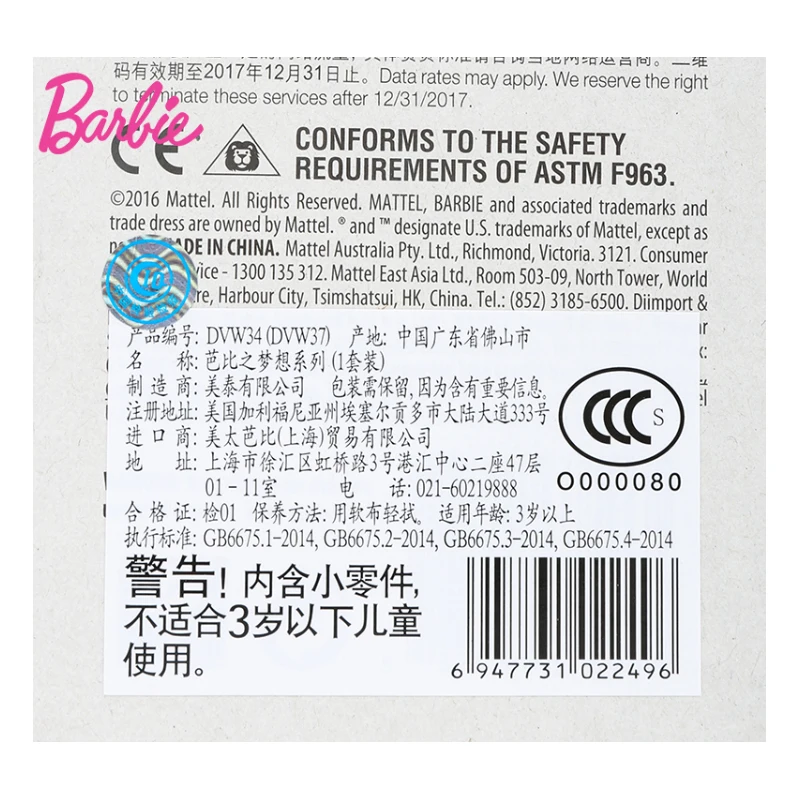 Barbie
码有效期至2017年12月31日止。Data rates may apply. We reserve the right
to terminate these services after 12/31/2017.
CE
CONFORMS TO THE SAFETY
REQUIREMENTS OF ASTM F963.
©2016 Mattel. All Rights Reserved. MATTEL, BARBIE and associated trademarks and
trade dress are owned by Mattel. ® and ™ designate U.S. trademarks of Mattel, except as
MADE IN CHINA. Mattel Australia Pty. Ltd., Richmond, Victoria. 3121. Consumer
vice - 1300 135 312. Mattel East Asia Ltd., Room 503-09, North Tower, World
re, Harbour City, Tsimshatsui, HK, China. Tel.: (852) 3185-6500. Diimport &
产品编号: DVW34 (DVW37) 产地: 中国广东省佛山市
名 称: 芭比之梦想系列 (1套装)
制 造 商: 美泰有限公司 包装需保留,因为含有重要信息。
注册地址: 美国加利福尼亚州埃塞尔贡多市大陆大道333号
进 口 商: 美太芭比(上海)贸易有限公司
地 址: 上海市徐汇区虹桥路3号港汇中心二座47层
01-11室 电 话: 021-60219888
合 格 证: 检01 保养方法: 用软布轻拭。 适用年龄: 3岁以上
执行标准: GB6675.1-2014, GB6675.2-2014, GB6675.3-2014, GB6675.4-2014
CCC S
O000080
警告! 内含小零件,
不适合3岁以下儿童
使用。
6 947731 022496